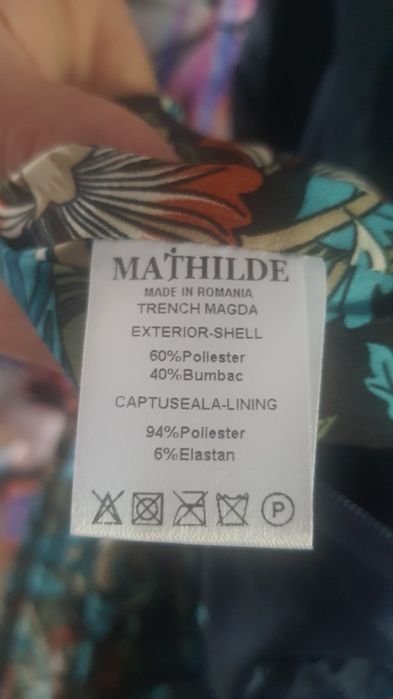 MATHILDE
MADE IN ROMANIA
TRENCH MAGDA
EXTERIOR-SHELL
60%Poliester
40%Bumbac
CAPTUSEALA-LINING
94%Poliester
6%Elastan
P